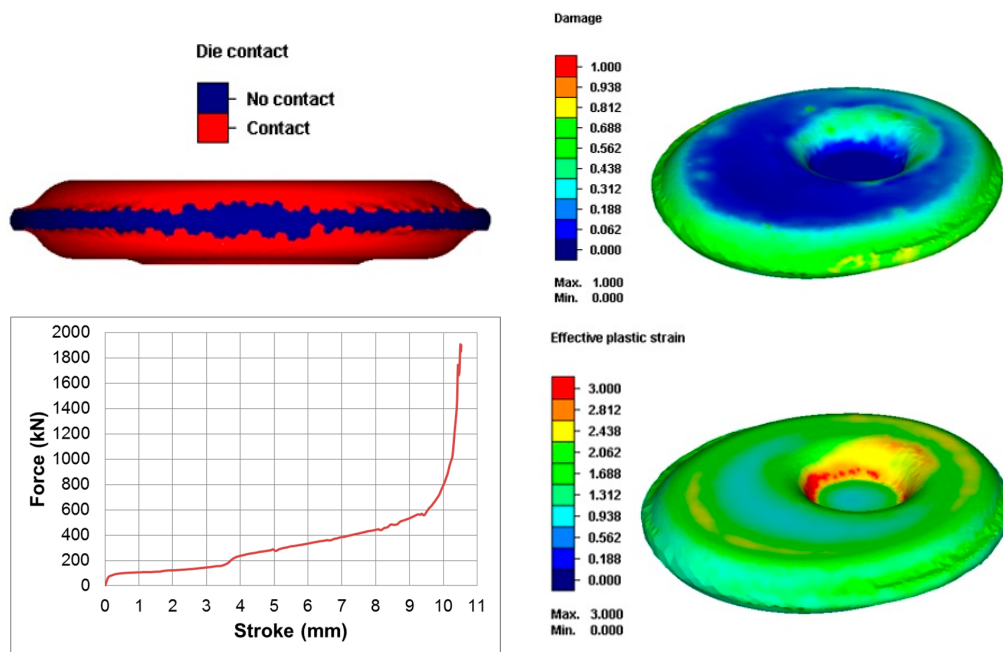 Die contact
No contact
Contact
Damage
1.000
0.938
0.812
0.688
0.562
0.438
0.312
0.188
0.062
0.000
Max. 1.000
Min. 0.000
2000
1800
1600
1400
1200
1000
800
600
400
200
0
Force (kN)
0 1 2 3 4 5 6 7 8 9 10 11
Stroke (mm)
Effective plastic strain
3.000
2.812
2.438
2.062
1.688
1.312
0.938
0.562
0.188
0.000
Max. 3.000
Min. 0.000